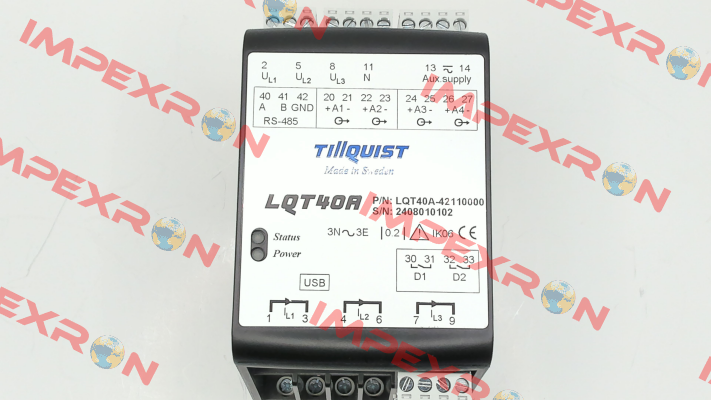 2 5 8 11 13 14
UL1 UL2 UL3 N Aux.supply
40 41 42 20 21 22 23 24 25 26 27
A B GND +A1- +A2- +A3- +A4-
RS-485
TillQUIST
Made in Sweden
LQT40A P/N: LQT40A-42110000
S/N: 2408010102
Status 3N~3E 0.2 ! IK06 CE
Power
30 31 32 33
D1 D2
USB
IL1 IL2 IL3
1 3 4 6 7 9
IMPEXRON
IMPEXRON
IMPEXRON
IMPEXRON
IMPEXRON
IMPEXRON